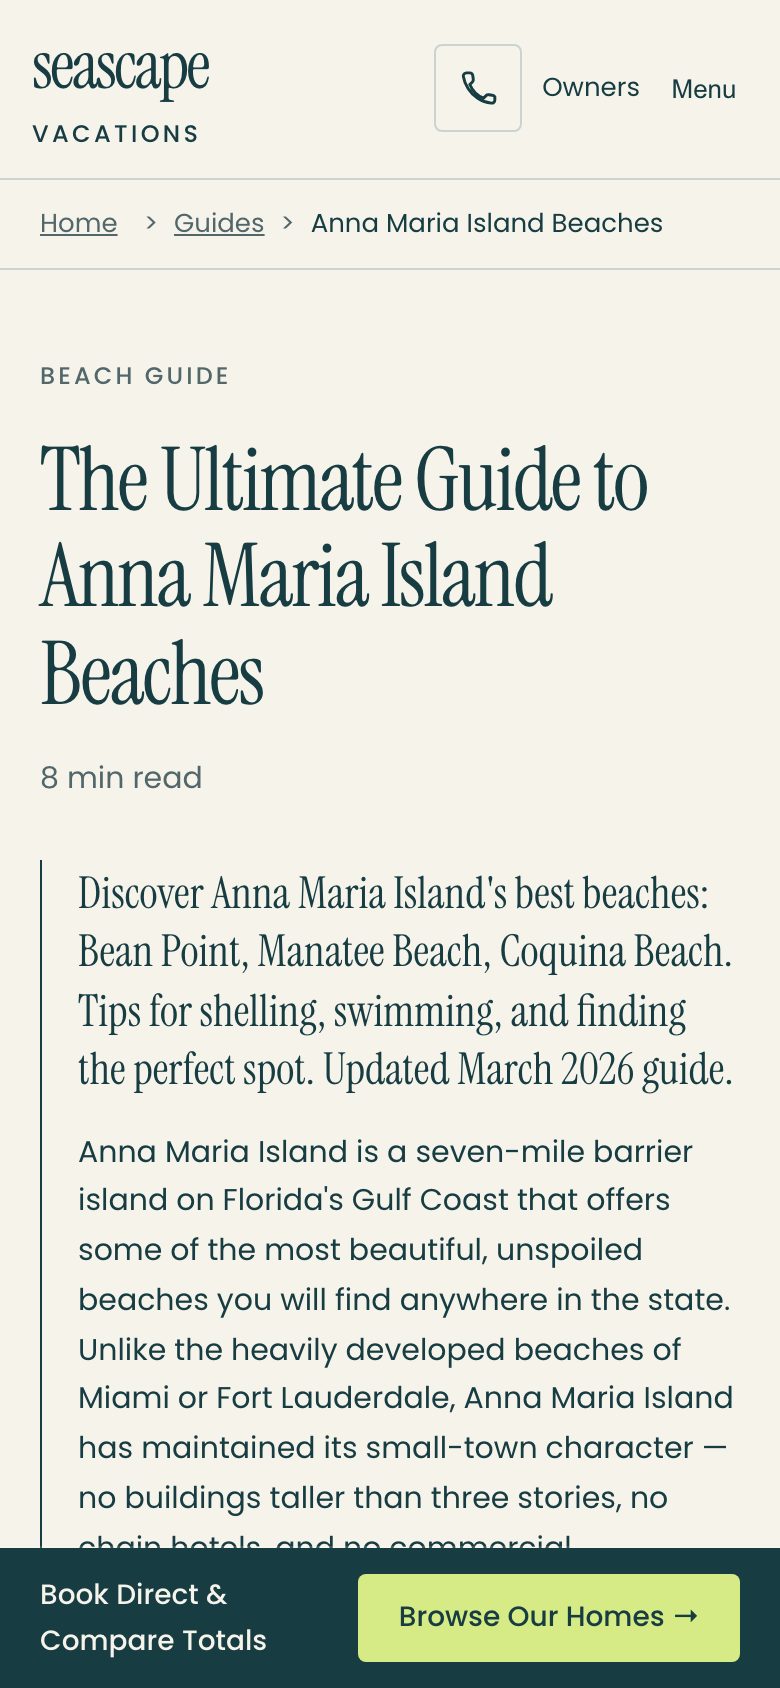 seascape
VACATIONS
Owners
Menu
Home > Guides > Anna Maria Island Beaches
BEACH GUIDE
The Ultimate Guide to
Anna Maria Island
Beaches
8 min read
Discover Anna Maria Island's best beaches:
Bean Point, Manatee Beach, Coquina Beach.
Tips for shelling, swimming, and finding
the perfect spot. Updated March 2026 guide.
Anna Maria Island is a seven-mile barrier
island on Florida's Gulf Coast that offers
some of the most beautiful, unspoiled
beaches you will find anywhere in the state.
Unlike the heavily developed beaches of
Miami or Fort Lauderdale, Anna Maria Island
has maintained its small-town character —
no buildings taller than three stories, no
chain hotels, and no commercial
Book Direct &
Compare Totals
Browse Our Homes →